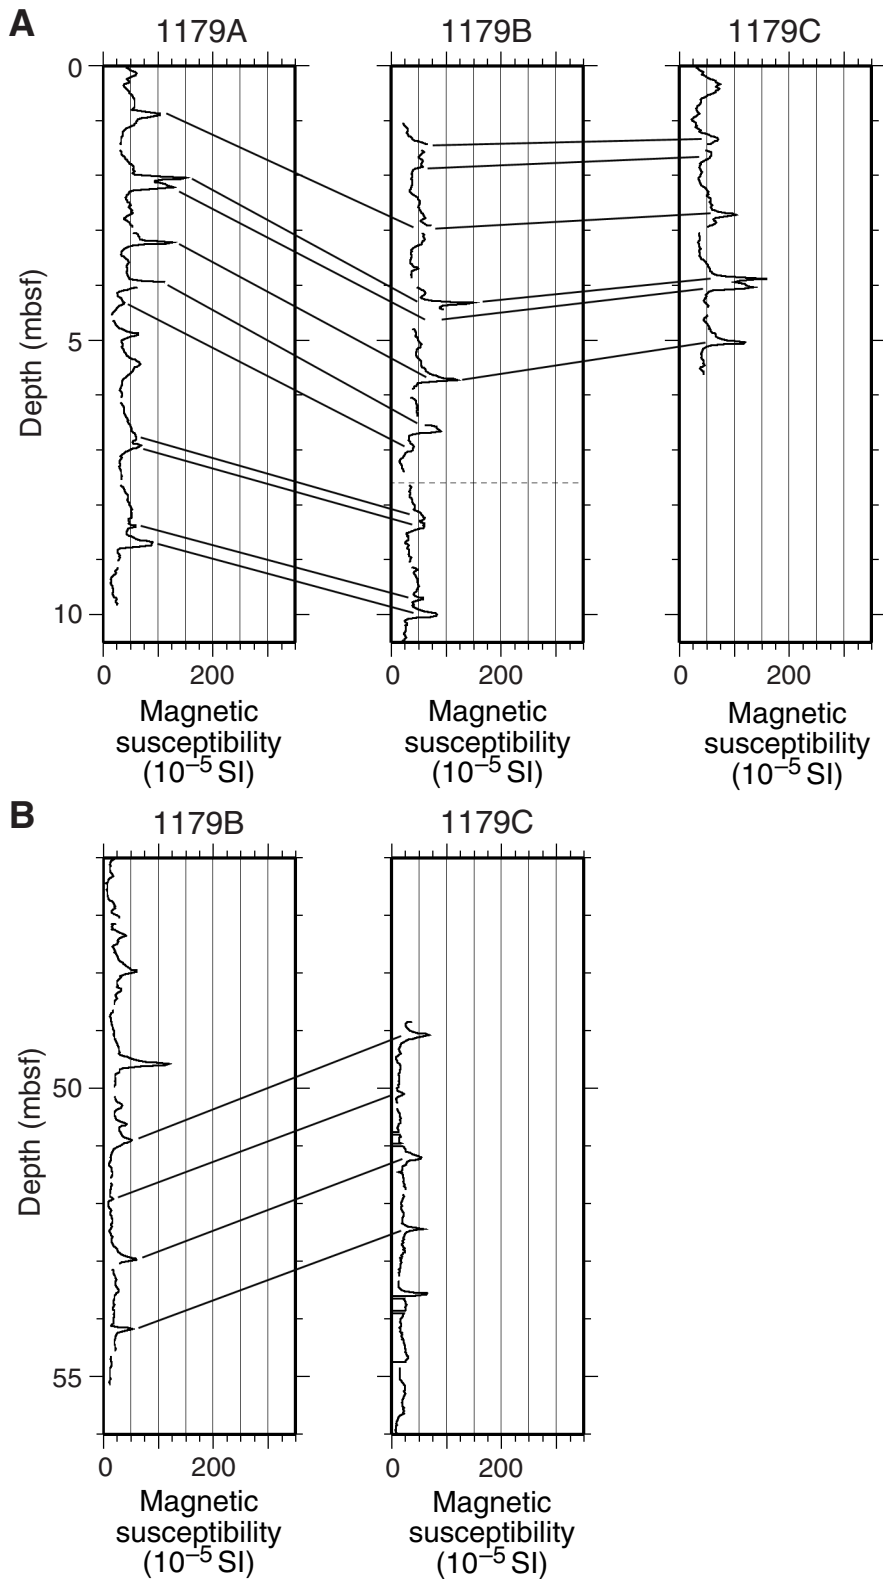 A
1179A 1179B 1179C
0
5
10
Depth (mbsf)
0 200 0 200 0 200
Magnetic susceptibility (10⁻⁵ SI)
Magnetic susceptibility (10⁻⁵ SI)
Magnetic susceptibility (10⁻⁵ SI)
B
1179B 1179C
50
55
Depth (mbsf)
0 200 0 200
Magnetic susceptibility (10⁻⁵ SI)
Magnetic susceptibility (10⁻⁵ SI)